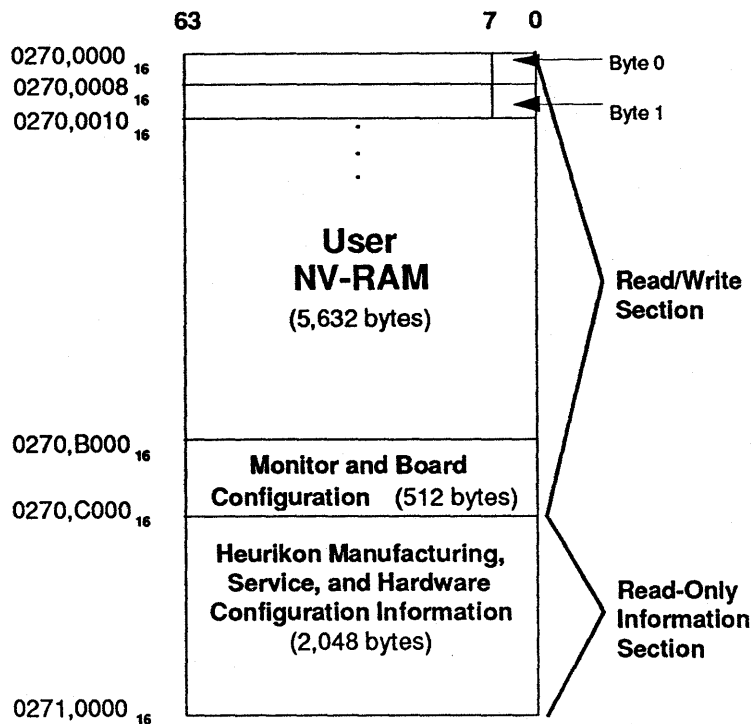 63 7 0
0270,0000 16
Byte 0
0270,0008 16
Byte 1
0270,0010 16
User
NV-RAM
(5,632 bytes)
Read/Write
Section
0270,B000 16
Monitor and Board
Configuration (512 bytes)
0270,C000 16
Heurikon Manufacturing,
Service, and Hardware
Configuration Information
(2,048 bytes)
Read-Only
Information
Section
0271,0000 16